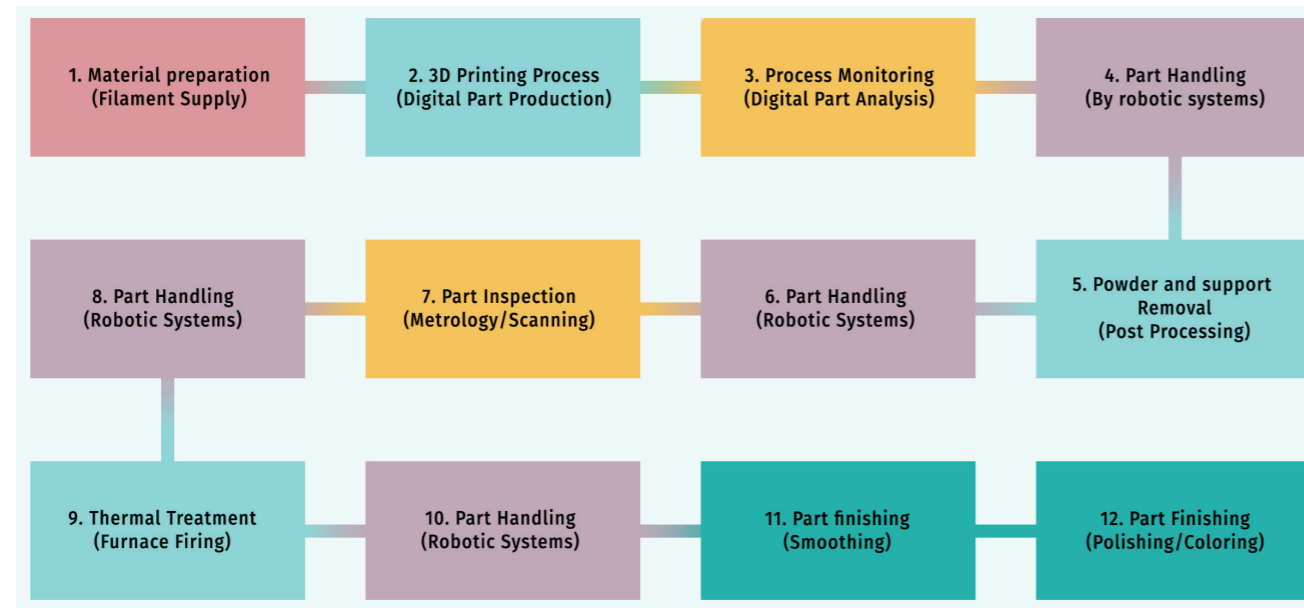 1. Material preparation
(Filament Supply)
2. 3D Printing Process
(Digital Part Production)
3. Process Monitoring
(Digital Part Analysis)
4. Part Handling
(By robotic systems)
5. Powder and support
Removal
(Post Processing)
6. Part Handling
(Robotic Systems)
7. Part Inspection
(Metrology/Scanning)
8. Part Handling
(Robotic Systems)
9. Thermal Treatment
(Furnace Firing)
10. Part Handling
(Robotic Systems)
11. Part finishing
(Smoothing)
12. Part Finishing
(Polishing/Coloring)